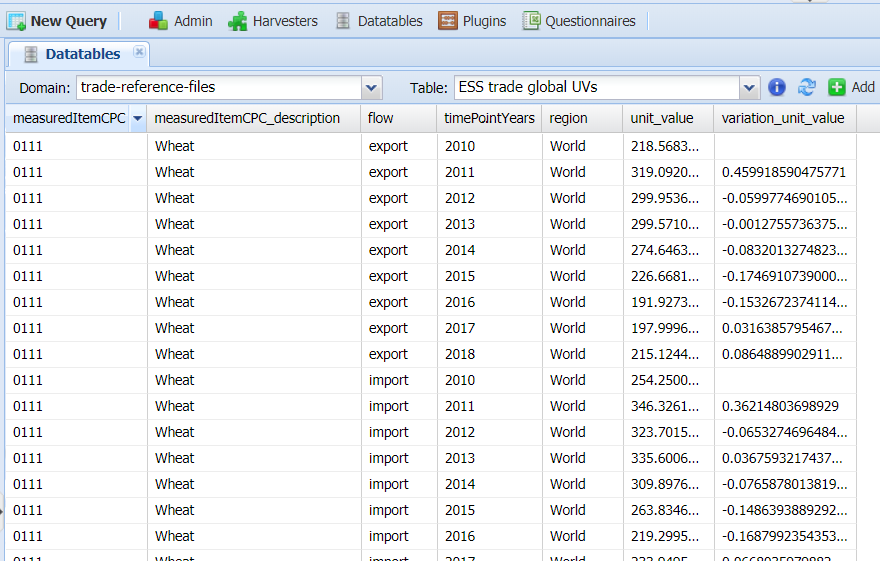 New Query Admin Harvesters Datatables Plugins Questionnaires
Datatables
Domain: trade-reference-files Table: ESS trade global UVs Add
measuredItemCPC measuredItemCPC_description flow timePointYears region unit_value variation_unit_value
0111 Wheat export 2010 World 218.5683...
0111 Wheat export 2011 World 319.0920... 0.459918590475771
0111 Wheat export 2012 World 299.9536... -0.0599774690105...
0111 Wheat export 2013 World 299.5710... -0.0012755736375...
0111 Wheat export 2014 World 274.6463... -0.0832013274823...
0111 Wheat export 2015 World 226.6681... -0.1746910739000...
0111 Wheat export 2016 World 191.9273... -0.1532672374114...
0111 Wheat export 2017 World 197.9996... 0.0316385795467...
0111 Wheat export 2018 World 215.1244... 0.0864889902911...
0111 Wheat import 2010 World 254.2500...
0111 Wheat import 2011 World 346.3261... 0.36214803698929
0111 Wheat import 2012 World 323.7015... -0.0653274696484...
0111 Wheat import 2013 World 335.6006... 0.0367593217437...
0111 Wheat import 2014 World 309.8976... -0.0765878013819...
0111 Wheat import 2015 World 263.8346... -0.1486393889292...
0111 Wheat import 2016 World 219.2995... -0.1687992354353...
0111 Wheat import 2017 World